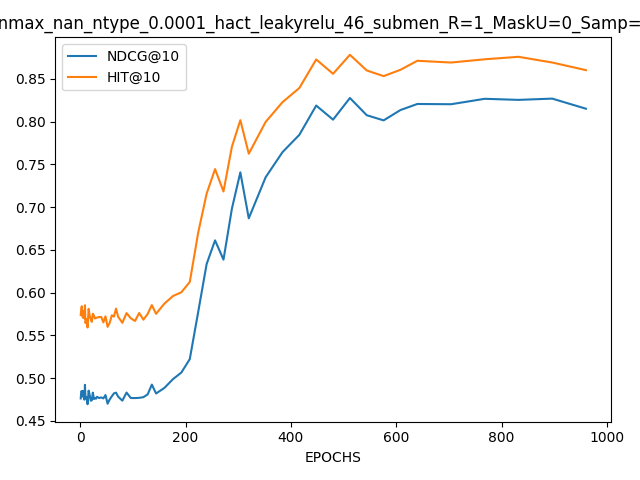 nmax_nan_ntype_0.0001_hact_leakyrelu_46_submen_R=1_MaskU=0_Samp=
NDCG@10
HIT@10
0.85
0.80
0.75
0.70
0.65
0.60
0.55
0.50
0.45
0 200 400 600 800 1000
EPOCHS